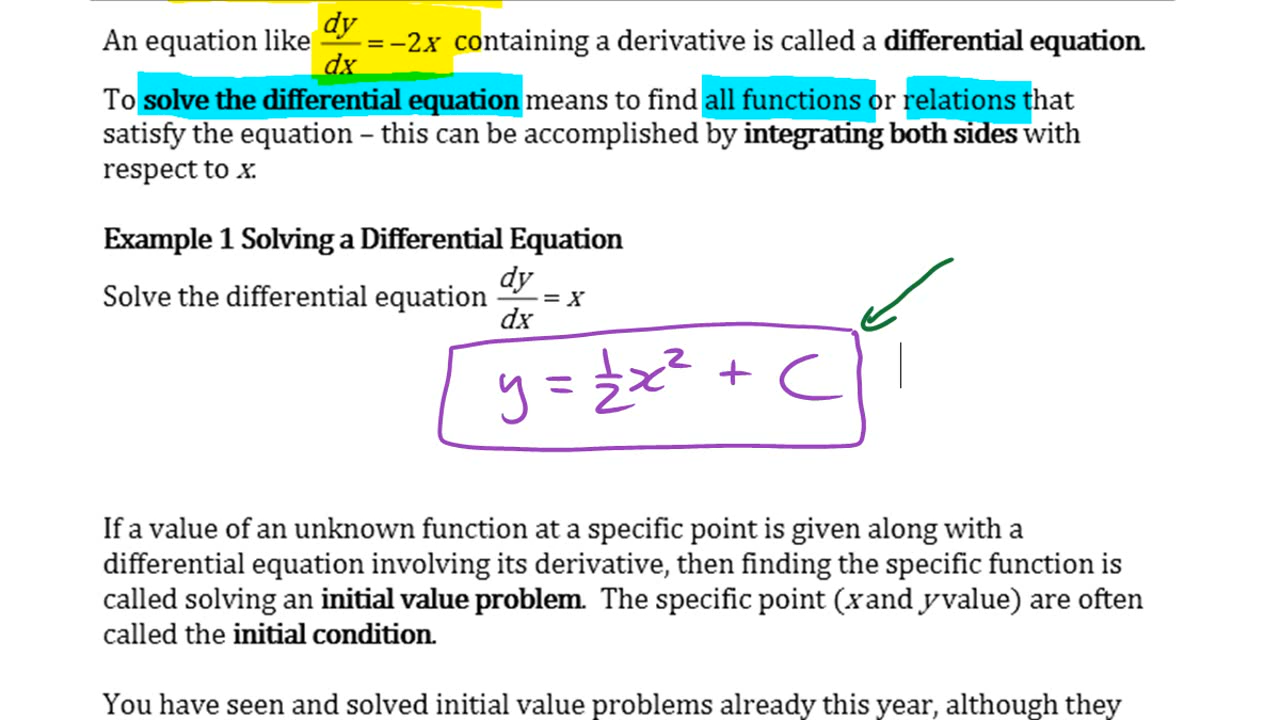 An equation like dy/dx = −2x containing a derivative is called a differential equation.
To solve the differential equation means to find all functions or relations that
satisfy the equation – this can be accomplished by integrating both sides with
respect to x.
Example 1 Solving a Differential Equation
Solve the differential equation dy/dx = x
y = ½x² + C
If a value of an unknown function at a specific point is given along with a
differential equation involving its derivative, then finding the specific function is
called solving an initial value problem. The specific point (x and y value) are often
called the initial condition.
You have seen and solved initial value problems already this year, although they